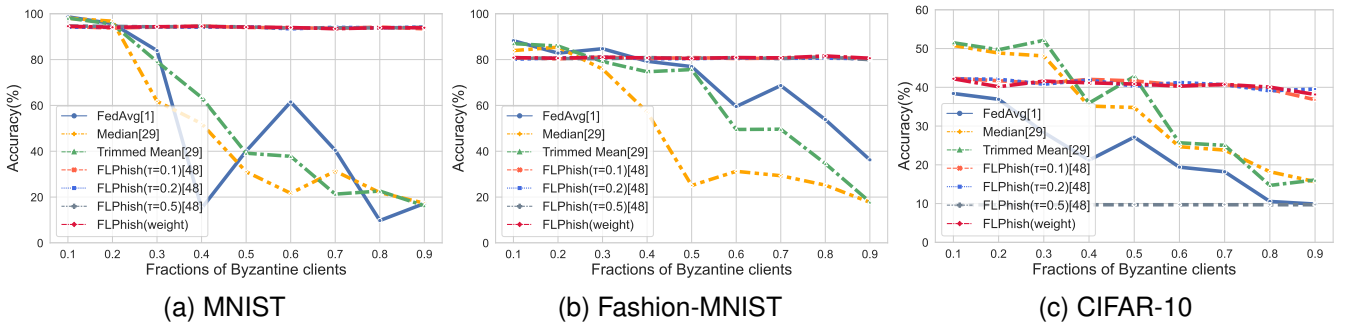 100
80
60
40
20
0
Accuracy(%)
FedAvg[1]
Median[29]
Trimmed Mean[29]
FLPhish(τ=0.1)[48]
FLPhish(τ=0.2)[48]
FLPhish(τ=0.5)[48]
FLPhish(weight)
0.1 0.2 0.3 0.4 0.5 0.6 0.7 0.8 0.9
Fractions of Byzantine clients
(a) MNIST
100
80
60
40
20
0
Accuracy(%)
FedAvg[1]
Median[29]
Trimmed Mean[29]
FLPhish(τ=0.1)[48]
FLPhish(τ=0.2)[48]
FLPhish(τ=0.5)[48]
FLPhish(weight)
0.1 0.2 0.3 0.4 0.5 0.6 0.7 0.8 0.9
Fractions of Byzantine clients
(b) Fashion-MNIST
60
50
40
30
20
10
0
Accuracy(%)
FedAvg[1]
Median[29]
Trimmed Mean[29]
FLPhish(τ=0.1)[48]
FLPhish(τ=0.2)[48]
FLPhish(τ=0.5)[48]
FLPhish(weight)
0.1 0.2 0.3 0.4 0.5 0.6 0.7 0.8 0.9
Fractions of Byzantine clients
(c) CIFAR-10